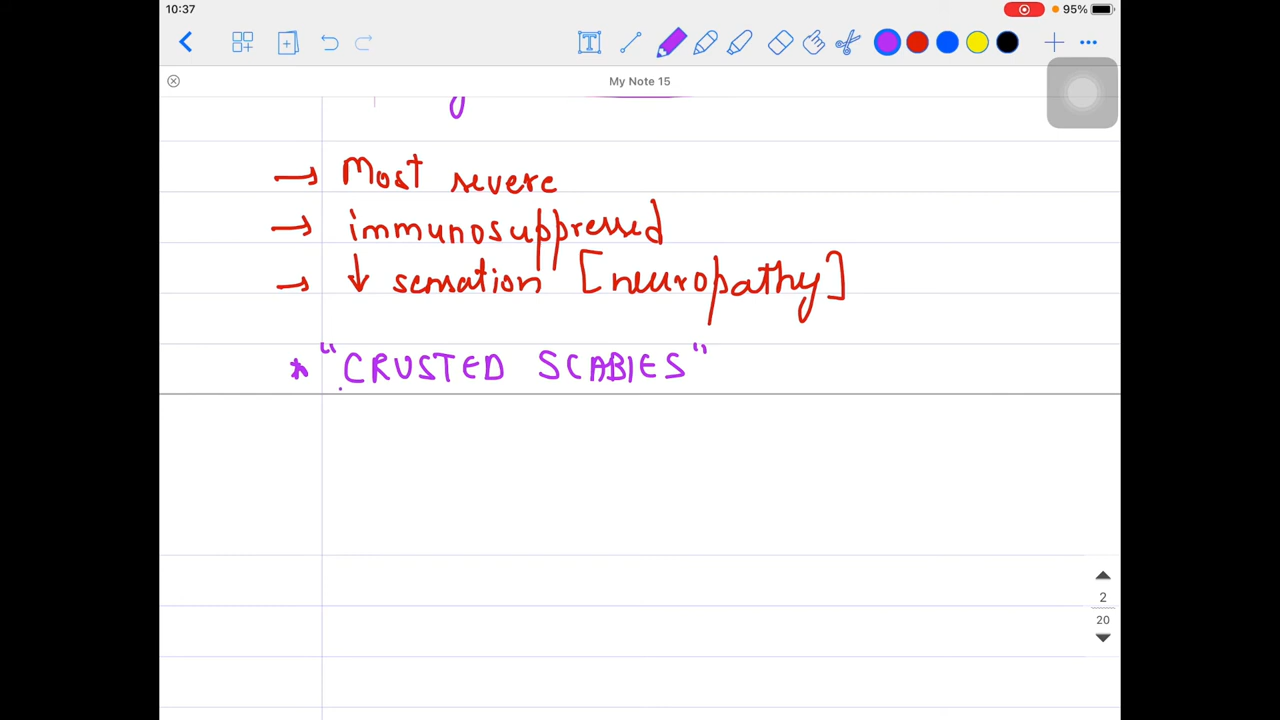 10:37
95%
T
My Note 15
→ Most severe
→ immunosuppressed
→ ↓ sensation [neuropathy]
* "CRUSTED SCABIES"
2
20